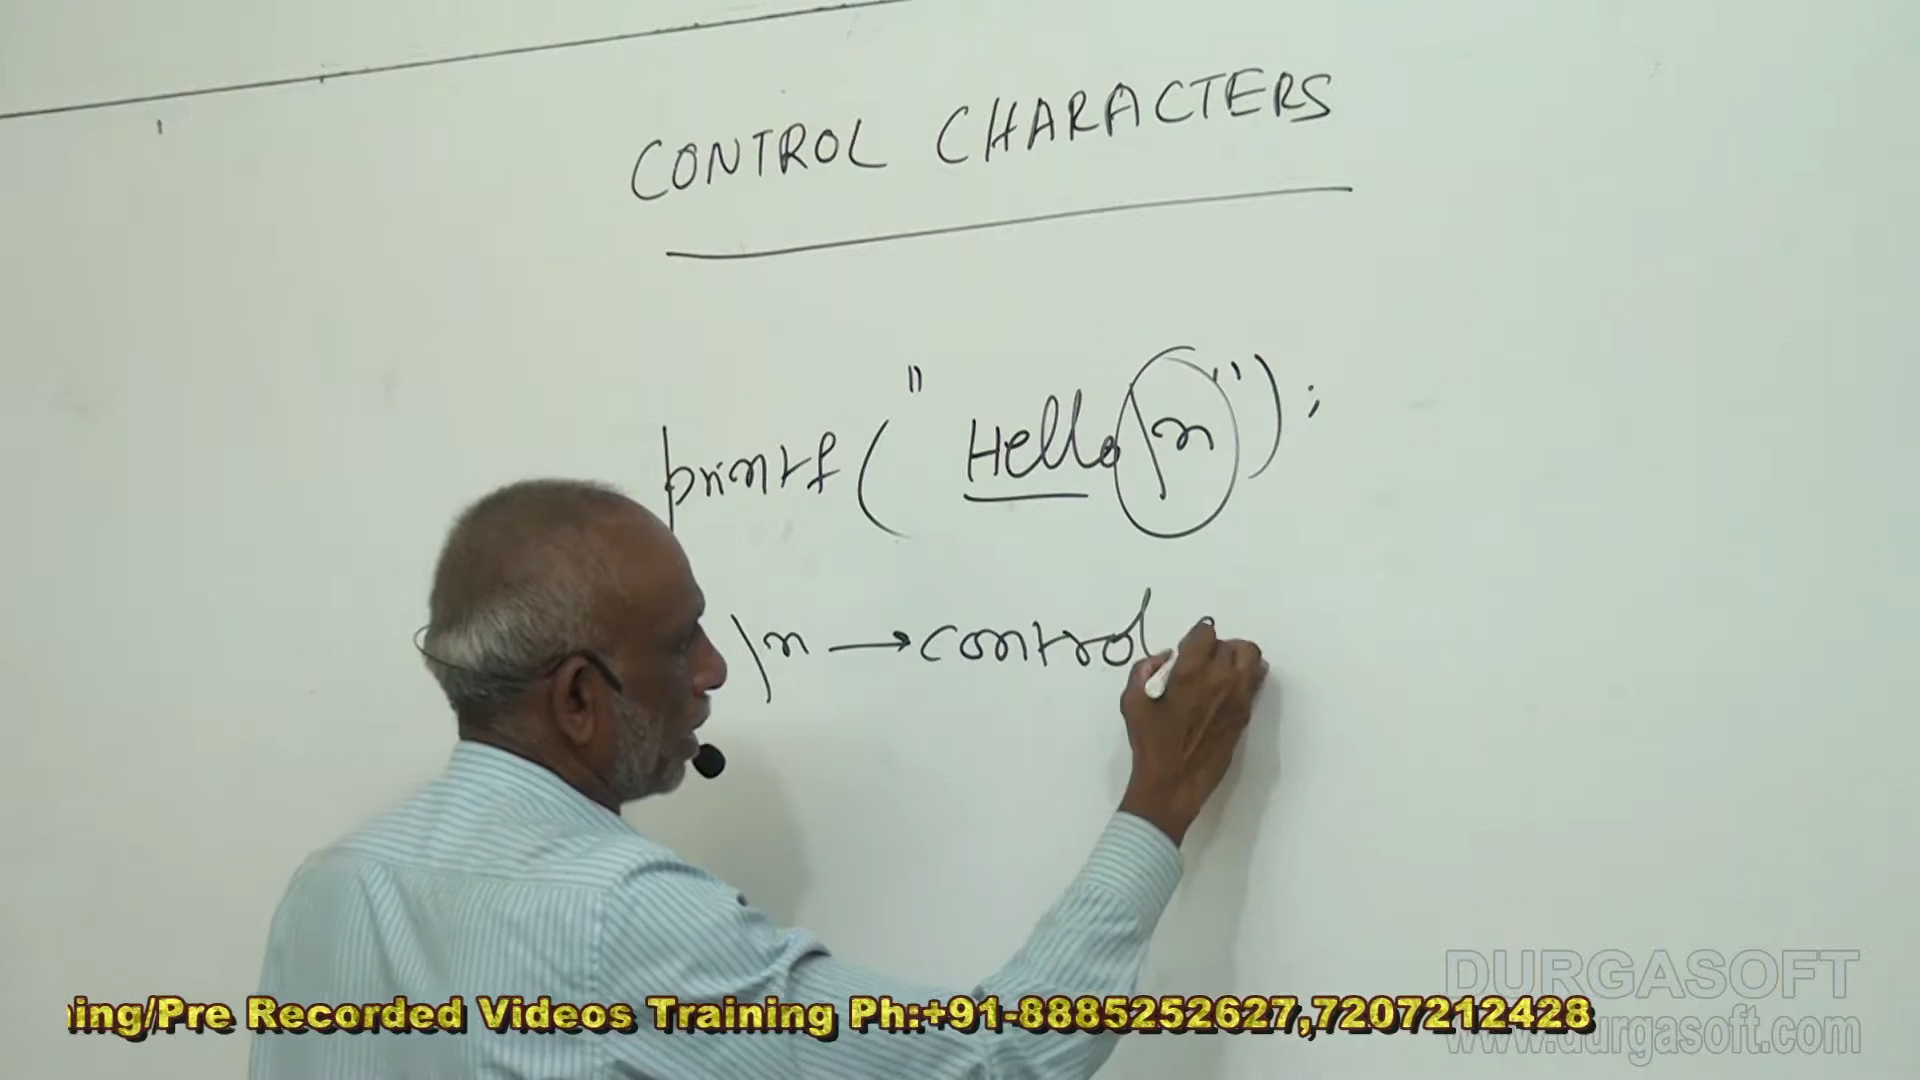 CONTROL CHARACTERS
printf("Hello\n");
\n → control
DURGASOFT
ing/Pre Recorded Videos Training Ph:+91-8885252627,7207212428
www.durgasoft.com